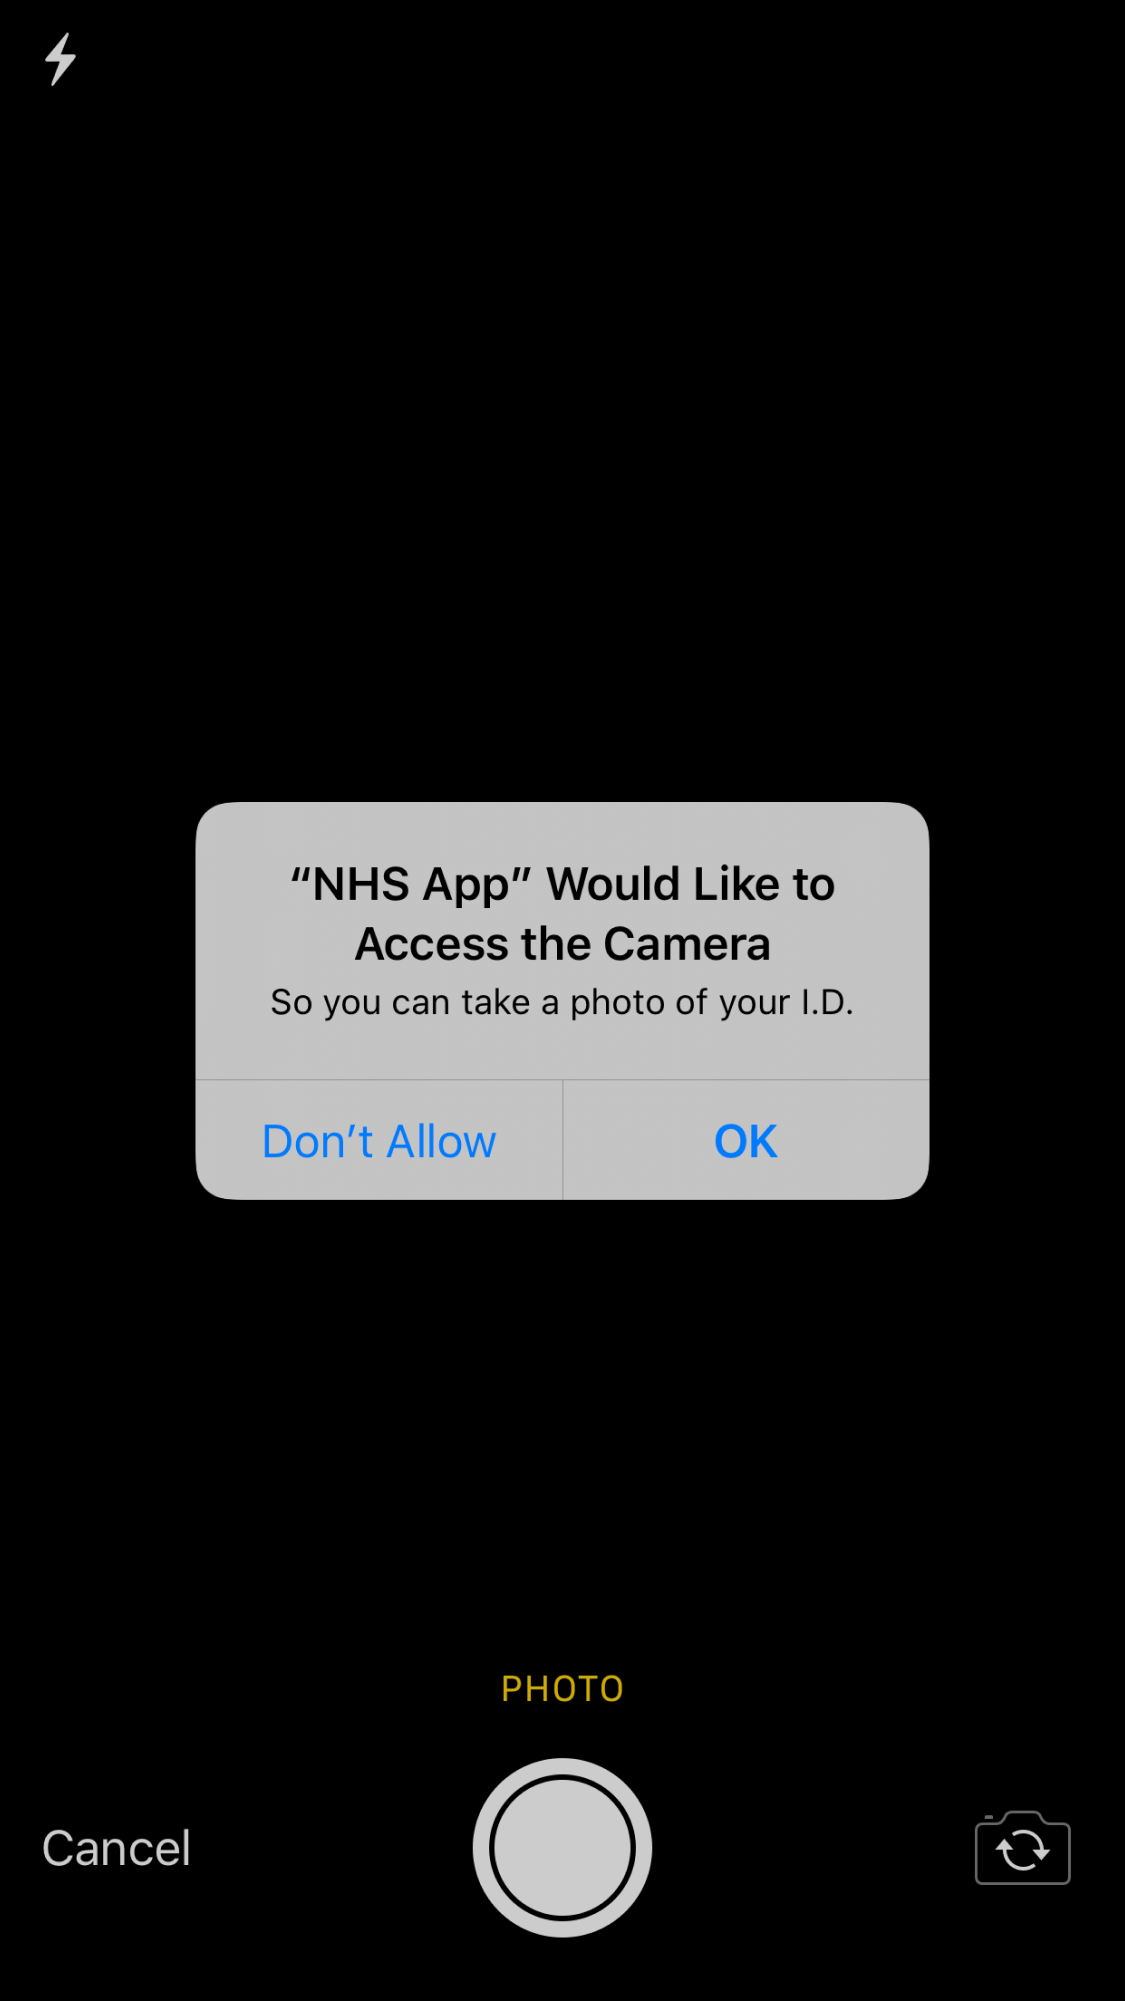 “NHS App” Would Like to
Access the Camera
So you can take a photo of your I.D.
Don’t Allow
OK
PHOTO
Cancel